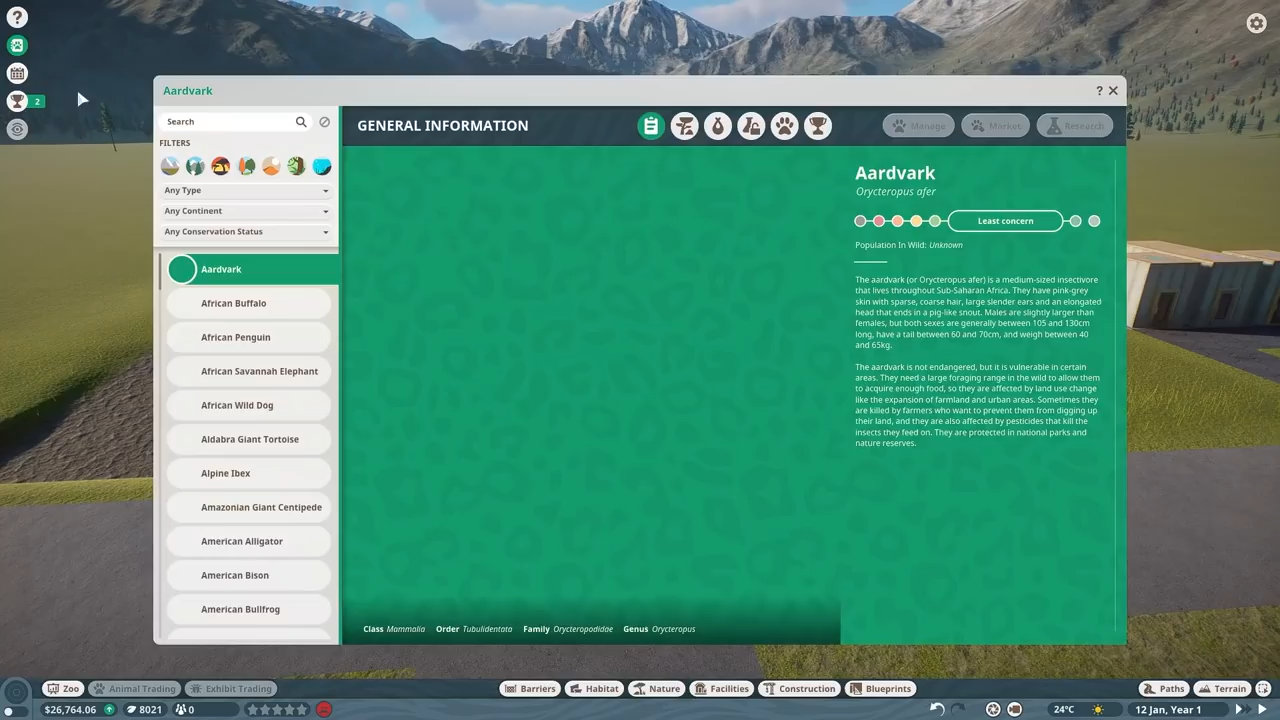 ?
2
Aardvark
?
Search
FILTERS
Any Type
Any Continent
Any Conservation Status
Aardvark
African Buffalo
African Penguin
African Savannah Elephant
African Wild Dog
Aldabra Giant Tortoise
Alpine Ibex
Amazonian Giant Centipede
American Alligator
American Bison
American Bullfrog
GENERAL INFORMATION
Manage
Market
Research
Aardvark
Orycteropus afer
Least concern
Population In Wild: Unknown
The aardvark (or Orycteropus afer) is a medium-sized insectivore
that lives throughout Sub-Saharan Africa. They have pink-grey
skin with sparse, coarse hair, large slender ears and an elongated
head that ends in a pig-like snout. Males are slightly larger than
females, but both sexes are generally between 105 and 130cm
long, have a tail between 60 and 70cm, and weigh between 40
and 65kg.
The aardvark is not endangered, but it is vulnerable in certain
areas. They need a large foraging range in the wild to allow them
to acquire enough food, so they are affected by land use change
like the expansion of farmland and urban areas. Sometimes they
are killed by farmers who want to prevent them from digging up
their land, and they are also affected by pesticides that kill the
insects they feed on. They are protected in national parks and
nature reserves.
Class Mammalia Order Tubulidentata Family Orycteropodidae Genus Orycteropus
Zoo
Animal Trading
Exhibit Trading
Barriers
Habitat
Nature
Facilities
Construction
Blueprints
Paths
Terrain
$26,764.06
8021
0
24°C
12 Jan, Year 1